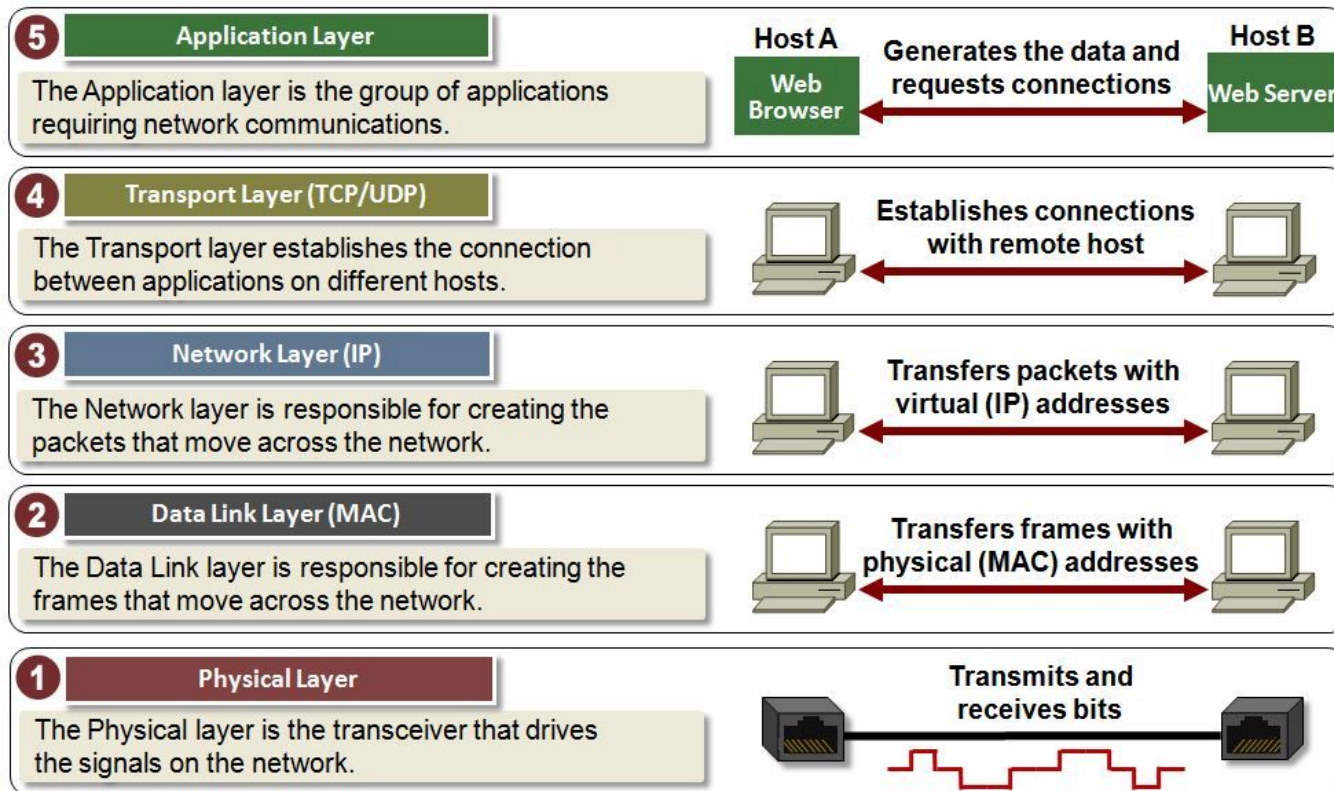 5
Application Layer
The Application layer is the group of applications
requiring network communications.
Host A
Web
Browser
Generates the data and
requests connections
Host B
Web Server
4
Transport Layer (TCP/UDP)
The Transport layer establishes the connection
between applications on different hosts.
Establishes connections
with remote host
3
Network Layer (IP)
The Network layer is responsible for creating the
packets that move across the network.
Transfers packets with
virtual (IP) addresses
2
Data Link Layer (MAC)
The Data Link layer is responsible for creating the
frames that move across the network.
Transfers frames with
physical (MAC) addresses
1
Physical Layer
The Physical layer is the transceiver that drives
the signals on the network.
Transmits and
receives bits